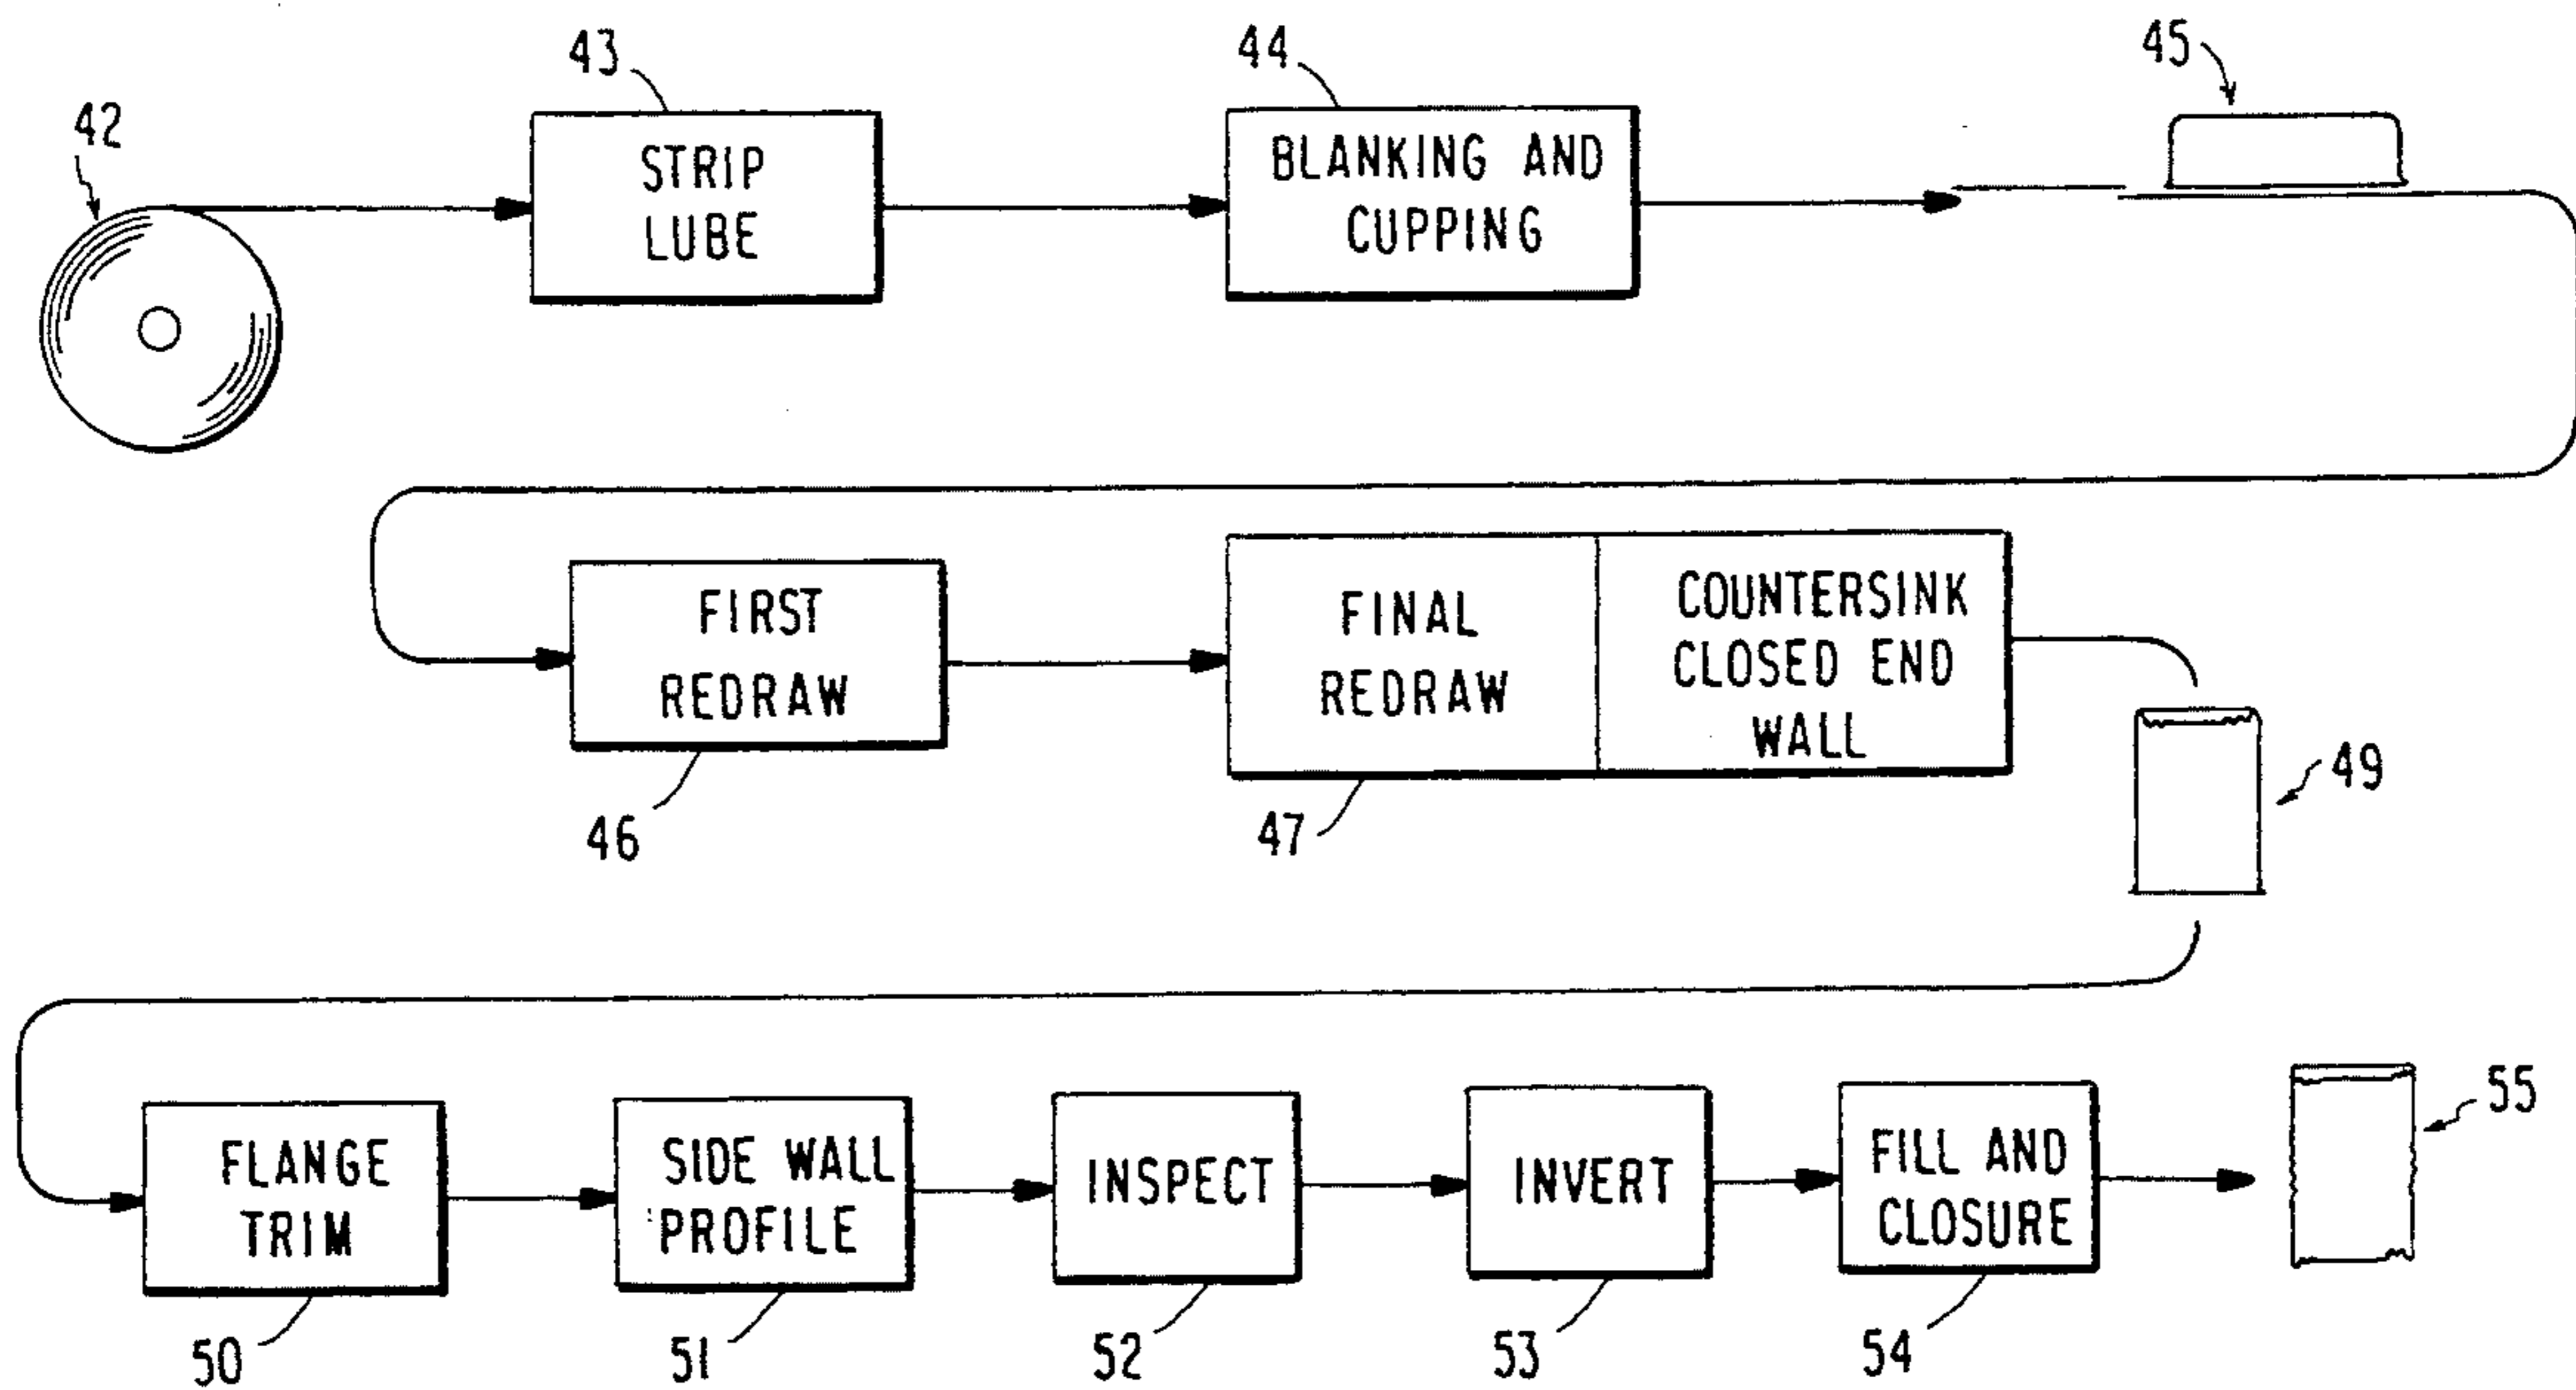 42
43
STRIP
LUBE
44
BLANKING AND
CUPPING
45
FIRST
REDRAW
46
FINAL
REDRAW
47
COUNTERSINK
CLOSED END
WALL
49
FLANGE
TRIM
50
SIDE WALL
PROFILE
51
INSPECT
52
INVERT
53
FILL AND
CLOSURE
54
55